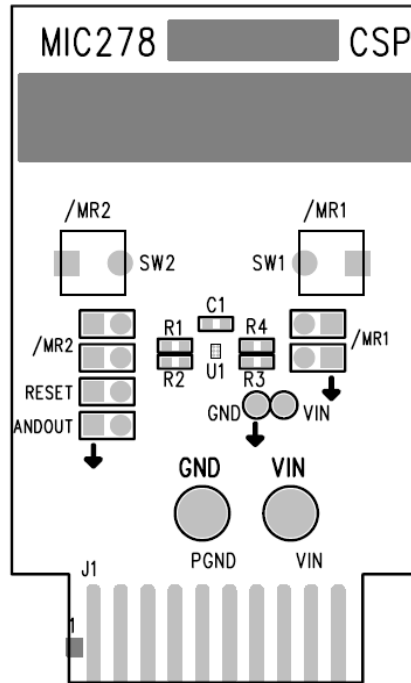 MIC278 CSP
/MR2 /MR1
SW2 SW1
C1
R1 R4
/MR2 /MR1
R2 U1 R3
RESET
GND VIN
ANDOUT
GND VIN
PGND VIN
J1
1